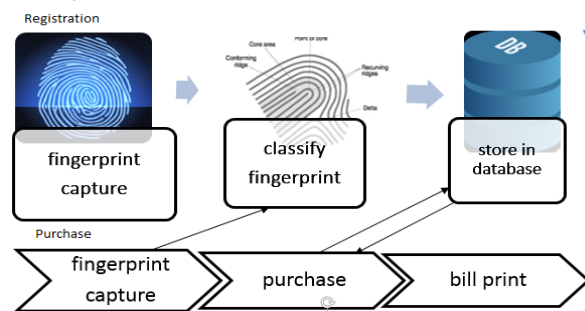 Registration
Point of core
Core area
Conforming
ridge
Recurving
ridges
Delta
DB
fingerprint
capture
classify
fingerprint
store in
database
Purchase
fingerprint
capture
purchase
bill print